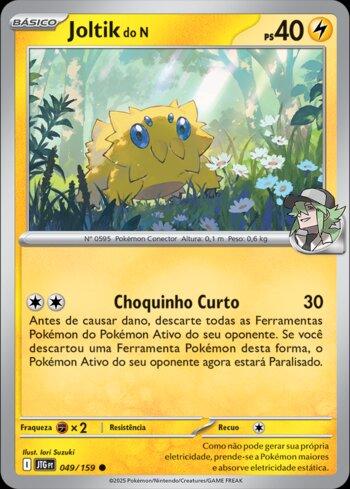 BÁSICO
Joltik do N
PS 40
Nº 0595 Pokémon Conector Altura: 0,1 m Peso: 0,6 kg
Choquinho Curto 30
Antes de causar dano, descarte todas as Ferramentas
Pokémon do Pokémon Ativo do seu oponente. Se você
descartou uma Ferramenta Pokémon desta forma, o
Pokémon Ativo do seu oponente agora estará Paralisado.
Fraqueza ×2 Resistência Recuo
Ilust. Iori Suzuki
I JTG PT 049/159
Como não pode gerar sua própria
eletricidade, prende-se a Pokémon maiores
e absorve eletricidade estática.
©2025 Pokémon/Nintendo/Creatures/GAME FREAK